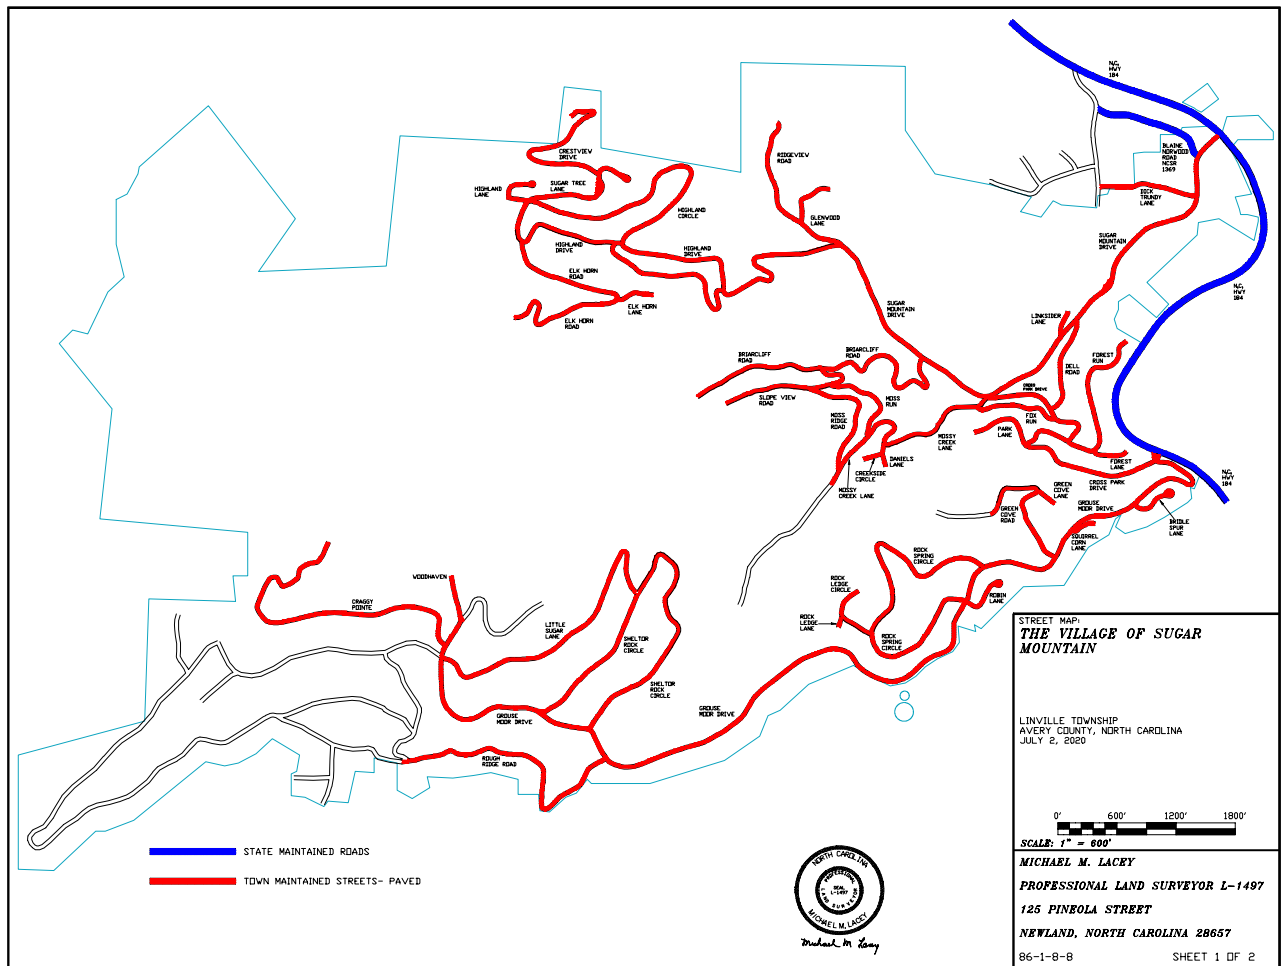 N.C.
HWY
184
BLAINE
NORWOOD
ROAD
NCSR
1369
DICK
TRUNDY
LANE
CRESTVIEW
DRIVE
RIDGEVIEW
ROAD
HIGHLAND
LANE
SUGAR TREE
LANE
HIGHLAND
CIRCLE
GLENWOOD
LANE
HIGHLAND
DRIVE
HIGHLAND
DRIVE
SUGAR
MOUNTAIN
DRIVE
ELK HORN
ROAD
N.C.
HWY
184
ELK HORN
LANE
ELK HORN
ROAD
SUGAR
MOUNTAIN
DRIVE
LINKSIDER
LANE
BRIARCLIFF
ROAD
BRIARCLIFF
ROAD
FOREST
RUN
DELL
ROAD
CROSS
PARK DRIVE
SLOPE VIEW
ROAD
MOSS
RUN
MOSS
RIDGE
ROAD
FOX
RUN
PARK
LANE
MOSSY
CREEK
LANE
DANIELS
LANE
FOREST
LANE
CREEKSIDE
CIRCLE
MOSSY
CREEK LANE
CROSS PARK
DRIVE
N.C.
HWY
184
GREEN
COVE
LANE
GREEN
COVE
ROAD
GROUSE
MOOR DRIVE
BRIDLE
SPUR
LANE
SQUIRREL
CORN
LANE
ROCK
SPRING
CIRCLE
WOODHAVEN
ROCK
LEDGE
CIRCLE
ROBIN
LANE
CRAGGY
POINTE
ROCK
LEDGE
LANE
LITTLE
SUGAR
LANE
SHELTOR
ROCK
CIRCLE
ROCK
SPRING
CIRCLE
SHELTOR
ROCK
CIRCLE
GROUSE
MOOR DRIVE
GROUSE
MOOR DRIVE
ROUGH
RIDGE ROAD
STATE MAINTAINED ROADS
TOWN MAINTAINED STREETS- PAVED
NORTH CAROLINA
PROFESSIONAL
SEAL
L-1497
LAND SURVEYOR
MICHAEL M. LACEY
Michael M Lacey
STREET MAP:
THE VILLAGE OF SUGAR
MOUNTAIN
LINVILLE TOWNSHIP
AVERY COUNTY, NORTH CAROLINA
JULY 2, 2020
0' 600' 1200' 1800'
SCALE: 1" = 600'
MICHAEL M. LACEY
PROFESSIONAL LAND SURVEYOR L-1497
125 PINEOLA STREET
NEWLAND, NORTH CAROLINA 28657
86-1-8-8 SHEET 1 OF 2